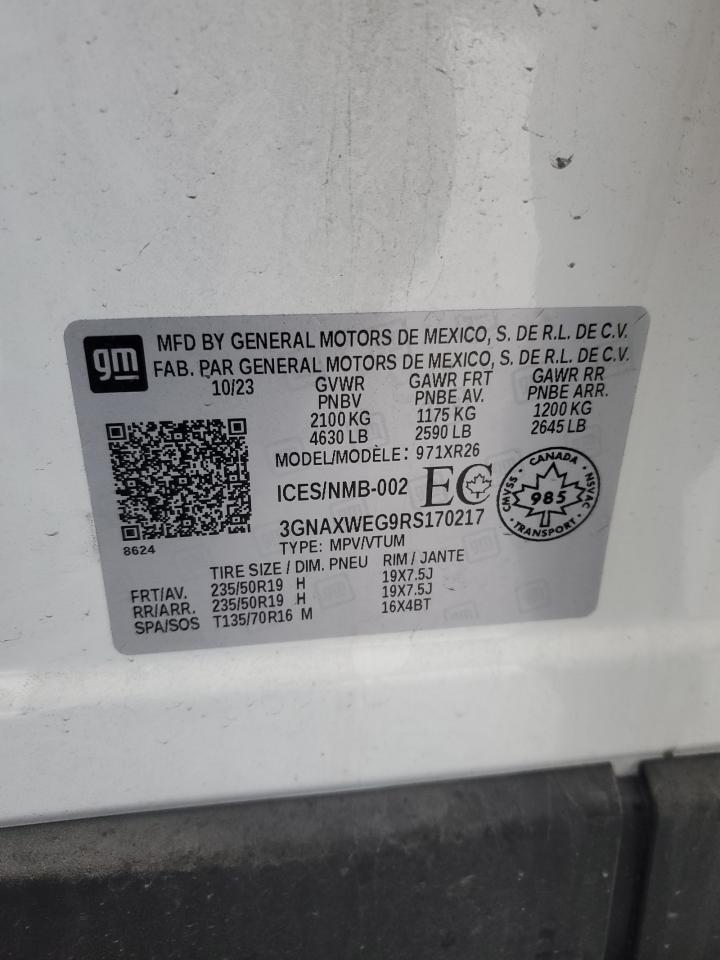 gm
MFD BY GENERAL MOTORS DE MEXICO, S. DE R.L. DE C.V.
FAB. PAR GENERAL MOTORS DE MEXICO, S. DE R.L. DE C.V.
10/23 GVWR GAWR FRT GAWR RR
PNBV PNBE AV. PNBE ARR.
2100 KG 1175 KG 1200 KG
4630 LB 2590 LB 2645 LB
MODEL/MODÈLE: 971XR26
ICES/NMB-002 EC
CANADA
CMVSS 985 NSVAC
TRANSPORT
3GNAXWEG9RS170217
8624
TYPE: MPV/VTUM
TIRE SIZE / DIM. PNEU RIM / JANTE
FRT/AV. 235/50R19 H 19X7.5J
RR/ARR. 235/50R19 H 19X7.5J
SPA/SOS T135/70R16 M 16X4BT